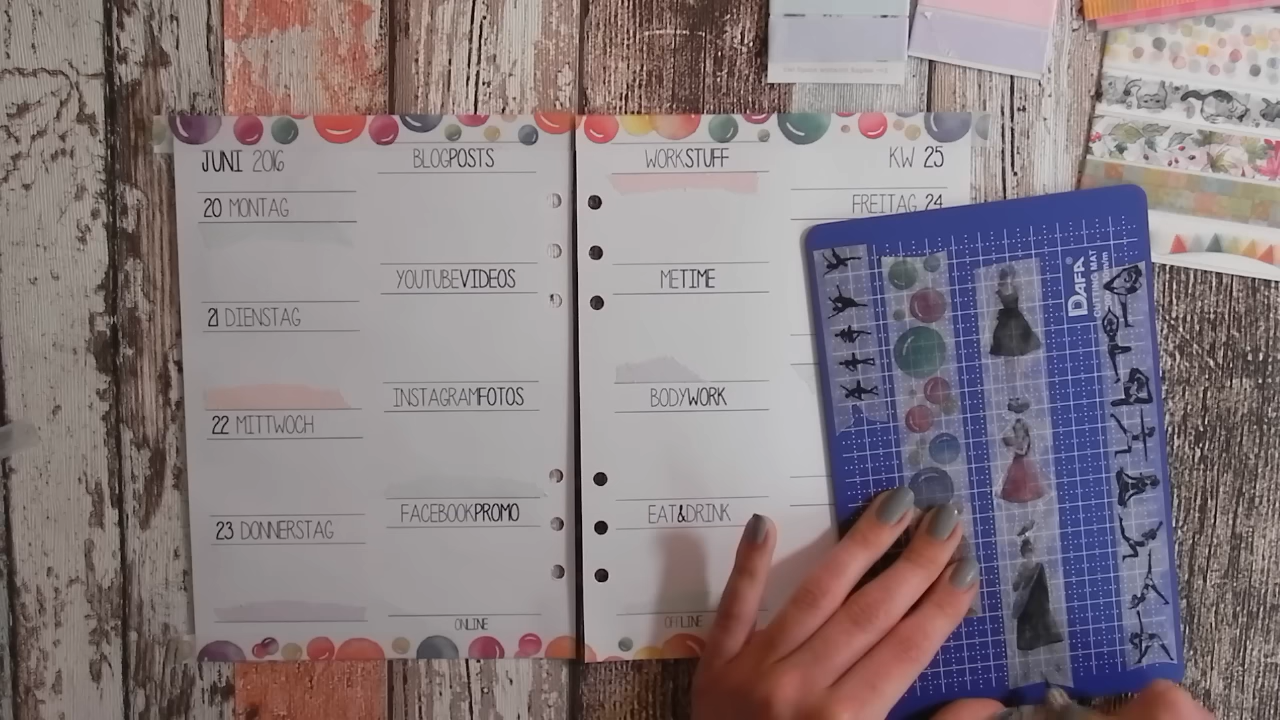 JUNI 2016
20 MONTAG
21 DIENSTAG
22 MITTWOCH
23 DONNERSTAG
BLOGPOSTS
YOUTUBEVIDEOS
INSTAGRAMFOTOS
FACEBOOKPROMO
ONLINE
WORKSTUFF
METIME
BODYWORK
EAT&DRINK
OFFLINE
KW 25
FREITAG 24
DAFA
CUTTING MAT